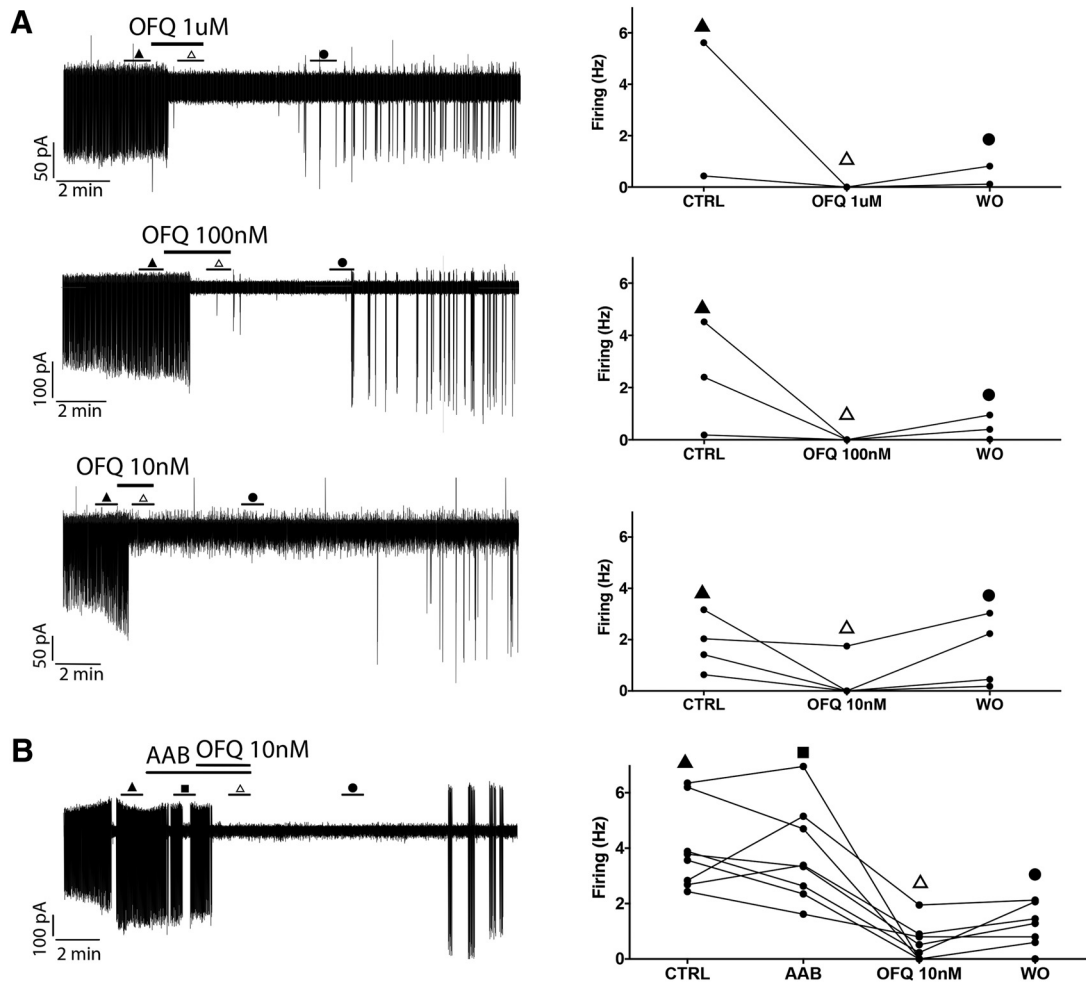 A
OFQ 1uM
50 pA
2 min
Firing (Hz)
6
4
2
0
CTRL
OFQ 1uM
WO
OFQ 100nM
100 pA
2 min
Firing (Hz)
6
4
2
0
CTRL
OFQ 100nM
WO
OFQ 10nM
50 pA
2 min
Firing (Hz)
6
4
2
0
CTRL
OFQ 10nM
WO
B
AAB
OFQ 10nM
100 pA
2 min
Firing (Hz)
6
4
2
0
CTRL
AAB
OFQ 10nM
WO